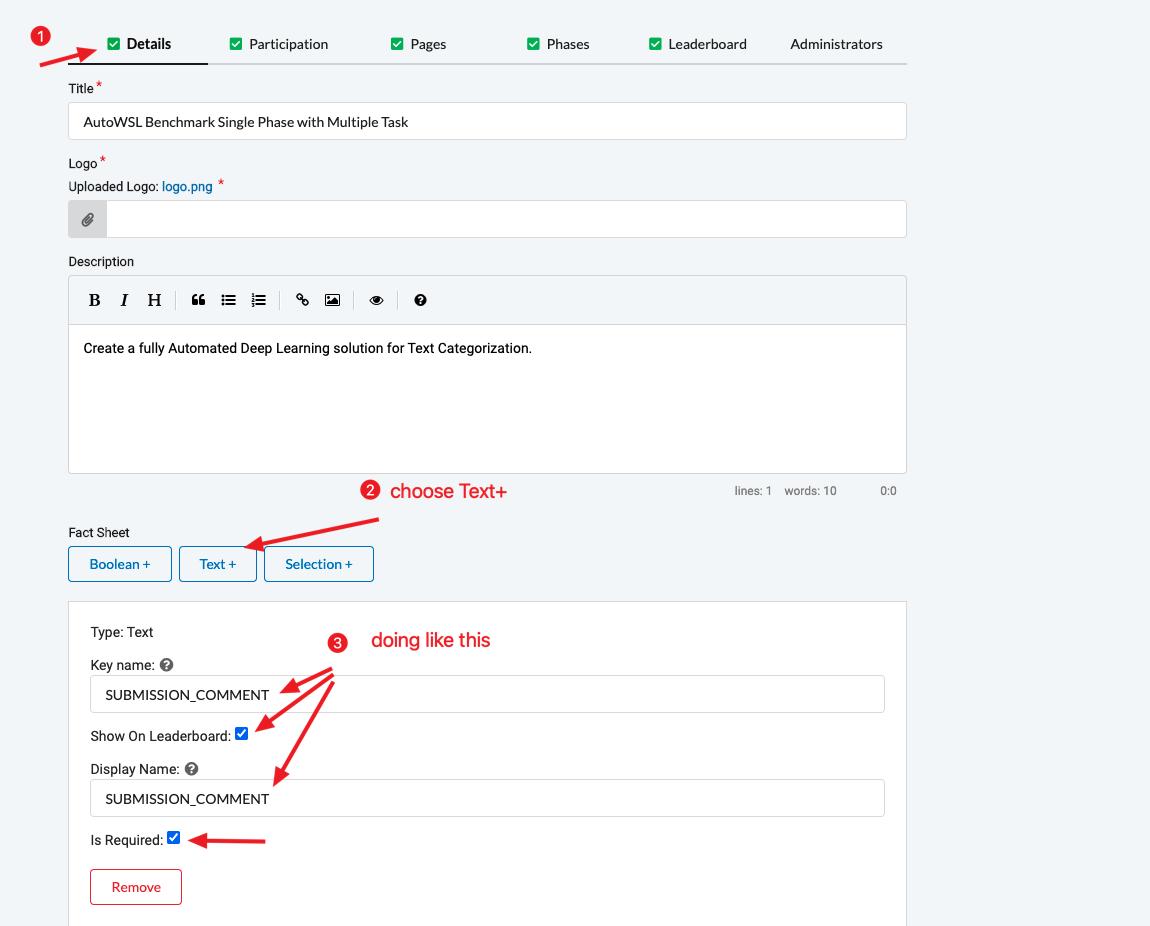 1
Details Participation Pages Phases Leaderboard Administrators
Title *
AutoWSL Benchmark Single Phase with Multiple Task
Logo *
Uploaded Logo: logo.png *
Description
B I H
Create a fully Automated Deep Learning solution for Text Categorization.
2 choose Text+
lines: 1 words: 10 0:0
Fact Sheet
Boolean + Text + Selection +
Type: Text
3 doing like this
Key name:
SUBMISSION_COMMENT
Show On Leaderboard:
Display Name:
SUBMISSION_COMMENT
Is Required:
Remove